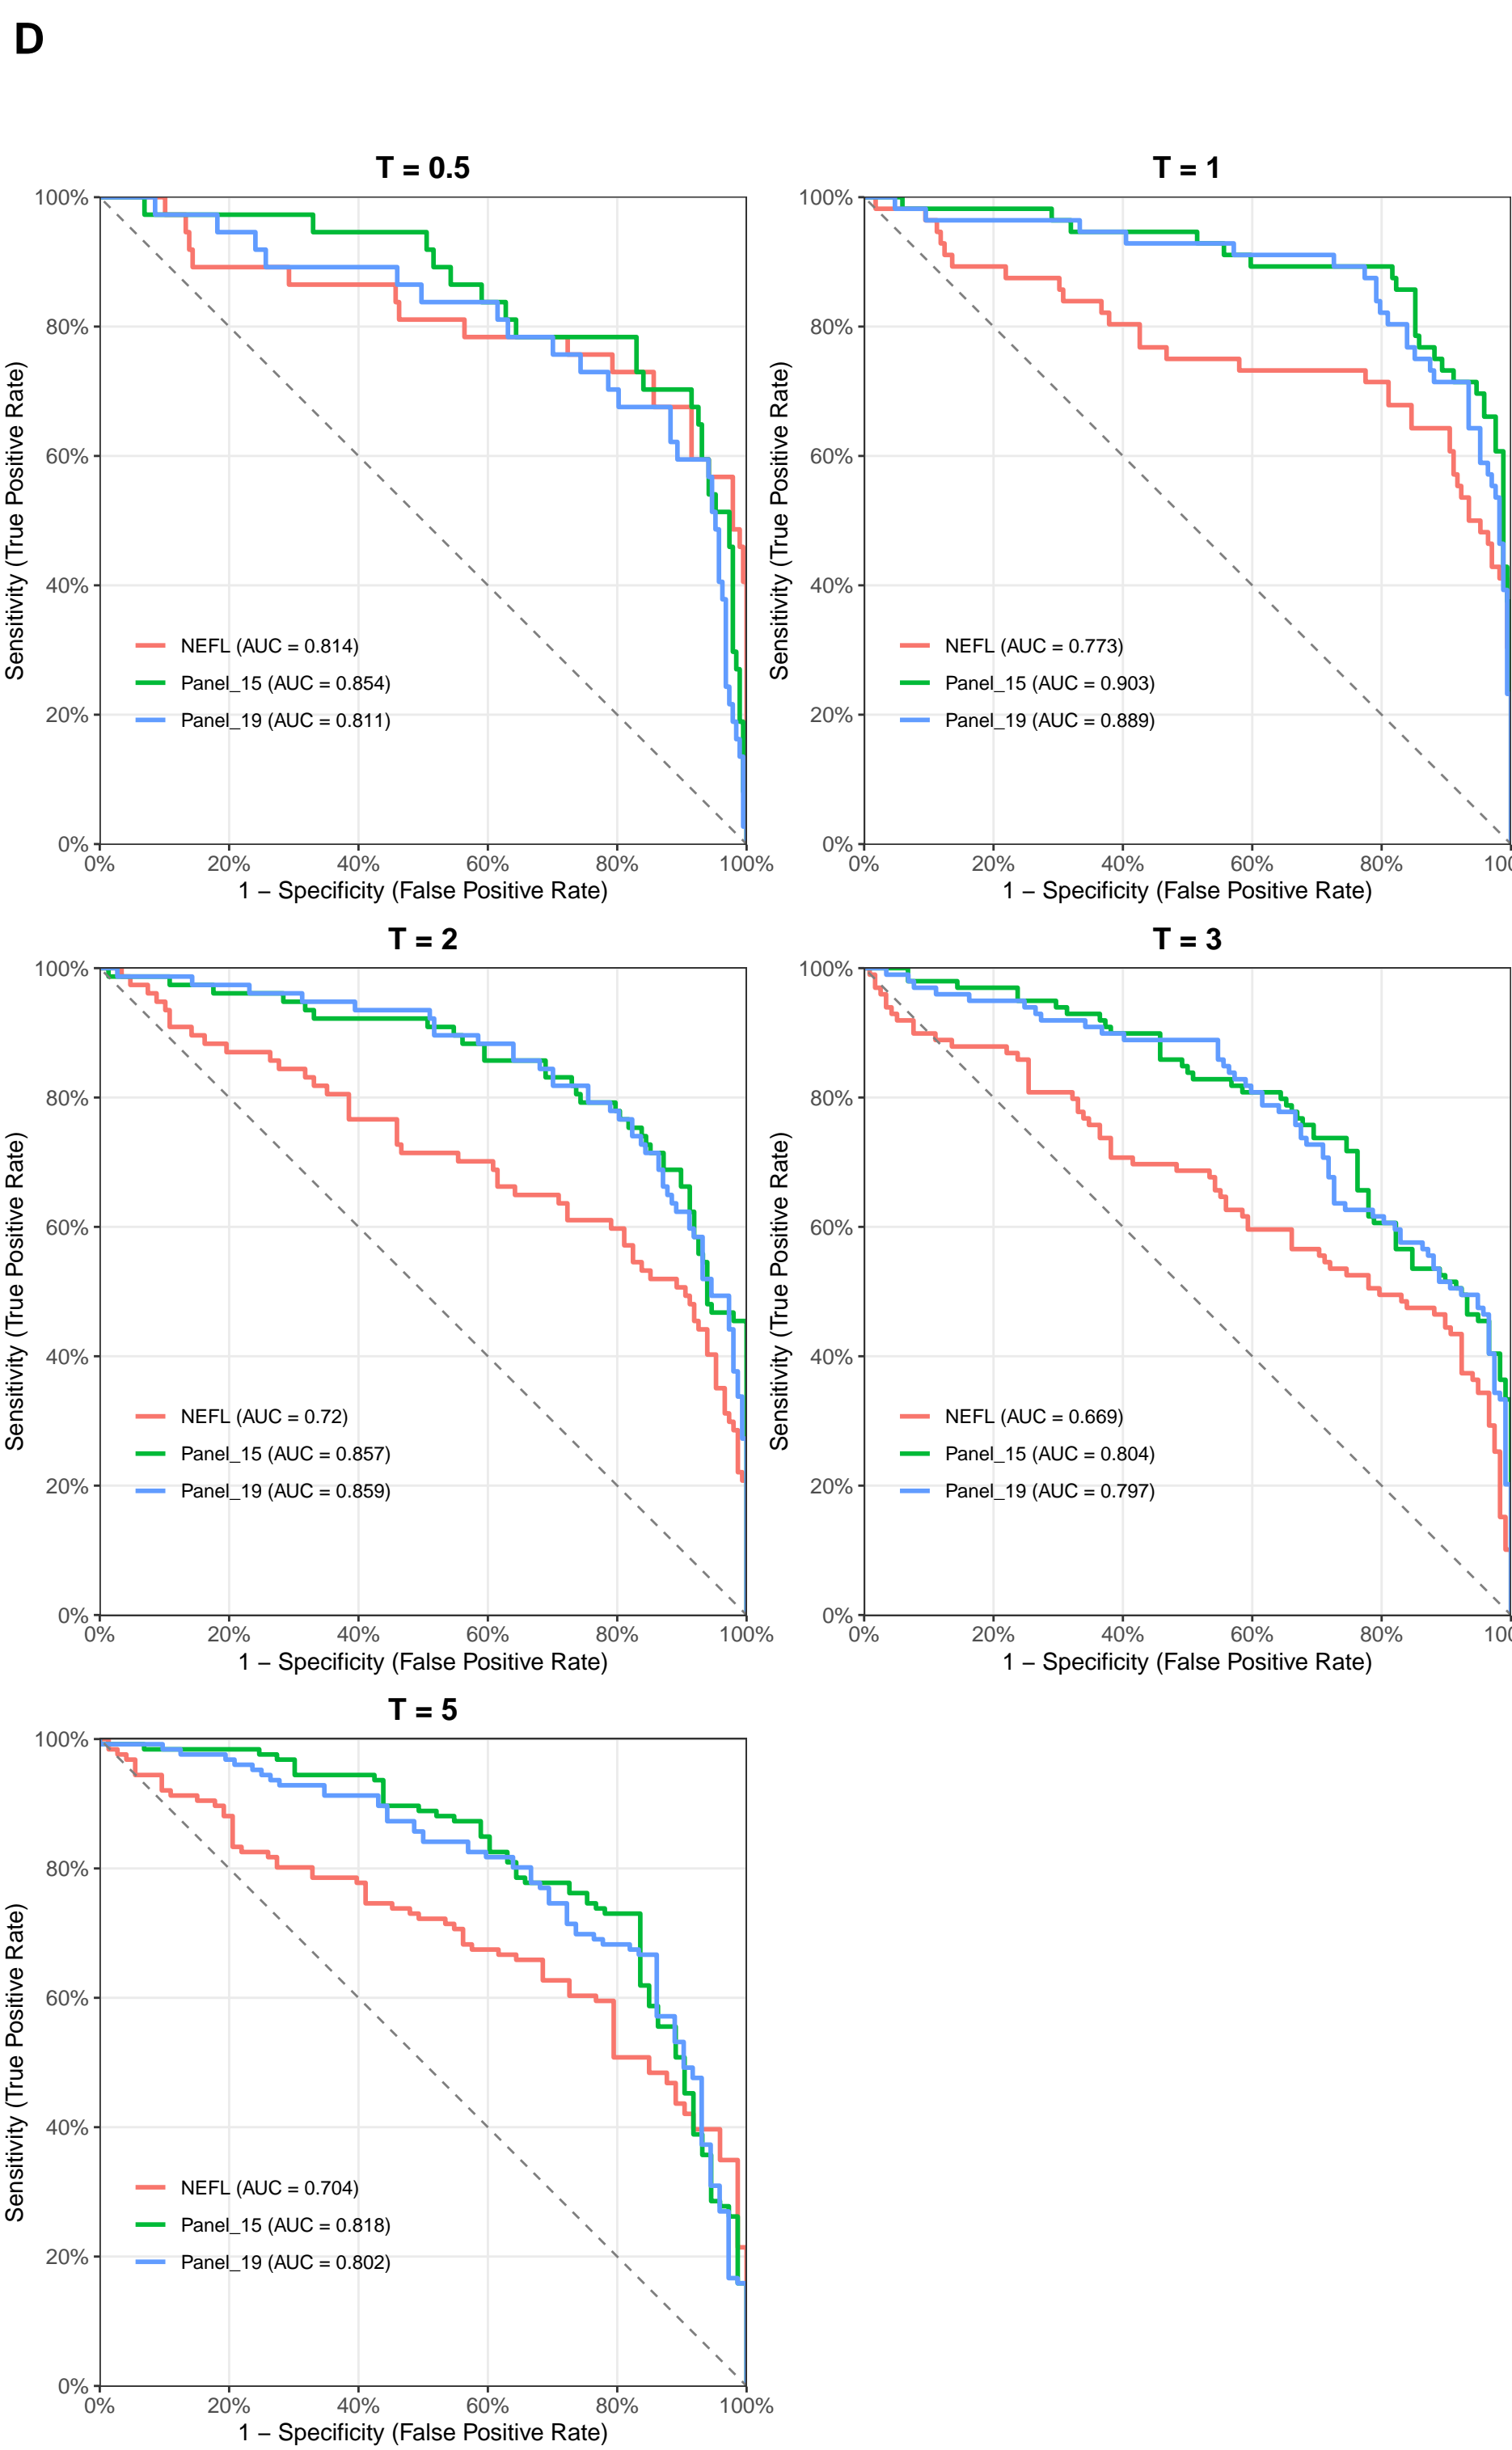 D
T = 0.5
100%
80%
60%
40%
20%
0%
Sensitivity (True Positive Rate)
NEFL (AUC = 0.814)
Panel_15 (AUC = 0.854)
Panel_19 (AUC = 0.811)
0% 20% 40% 60% 80% 100%
1 − Specificity (False Positive Rate)
T = 1
100%
80%
60%
40%
20%
0%
Sensitivity (True Positive Rate)
NEFL (AUC = 0.773)
Panel_15 (AUC = 0.903)
Panel_19 (AUC = 0.889)
0% 20% 40% 60% 80% 100
1 − Specificity (False Positive Rate)
T = 2
100%
80%
60%
40%
20%
0%
Sensitivity (True Positive Rate)
NEFL (AUC = 0.72)
Panel_15 (AUC = 0.857)
Panel_19 (AUC = 0.859)
0% 20% 40% 60% 80% 100%
1 − Specificity (False Positive Rate)
T = 3
100%
80%
60%
40%
20%
0%
Sensitivity (True Positive Rate)
NEFL (AUC = 0.669)
Panel_15 (AUC = 0.804)
Panel_19 (AUC = 0.797)
0% 20% 40% 60% 80% 100
1 − Specificity (False Positive Rate)
T = 5
100%
80%
60%
40%
20%
0%
Sensitivity (True Positive Rate)
NEFL (AUC = 0.704)
Panel_15 (AUC = 0.818)
Panel_19 (AUC = 0.802)
0% 20% 40% 60% 80% 100%
1 − Specificity (False Positive Rate)